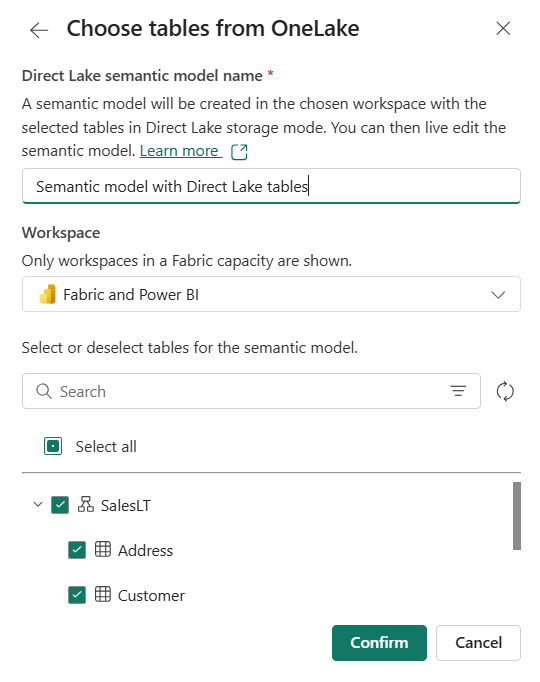 Choose tables from OneLake
Direct Lake semantic model name *
A semantic model will be created in the chosen workspace with the
selected tables in Direct Lake storage mode. You can then live edit the
semantic model. Learn more
Semantic model with Direct Lake tables
Workspace
Only workspaces in a Fabric capacity are shown.
Fabric and Power BI
Select or deselect tables for the semantic model.
Search
Select all
SalesLT
Address
Customer
Confirm Cancel